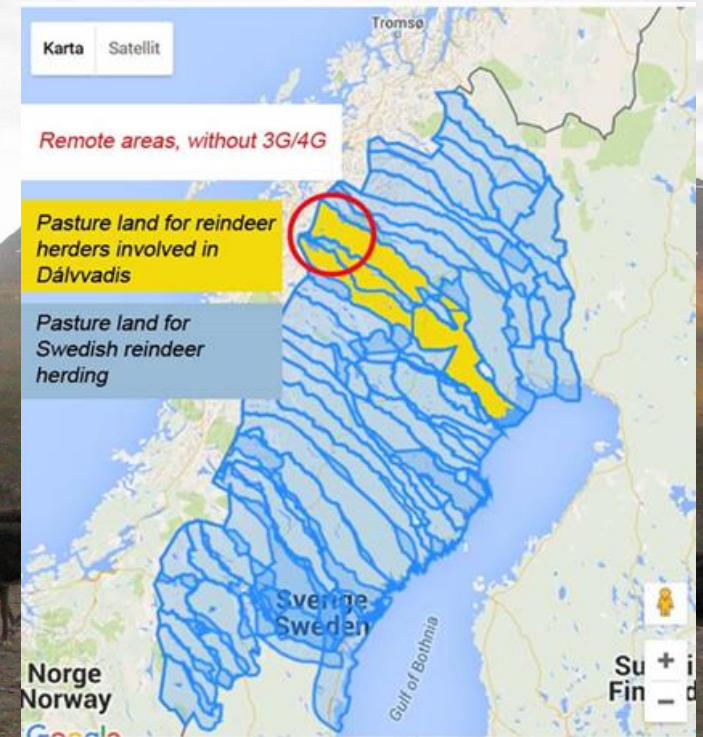 Tromsø
Karta Satellit
Remote areas, without 3G/4G
Pasture land for reindeer
herders involved in
Dálvvadis
Pasture land for
Swedish reindeer
herding
Sverige
Sweden
Gulf of Bothnia
Norge
Norway
+
−
Google